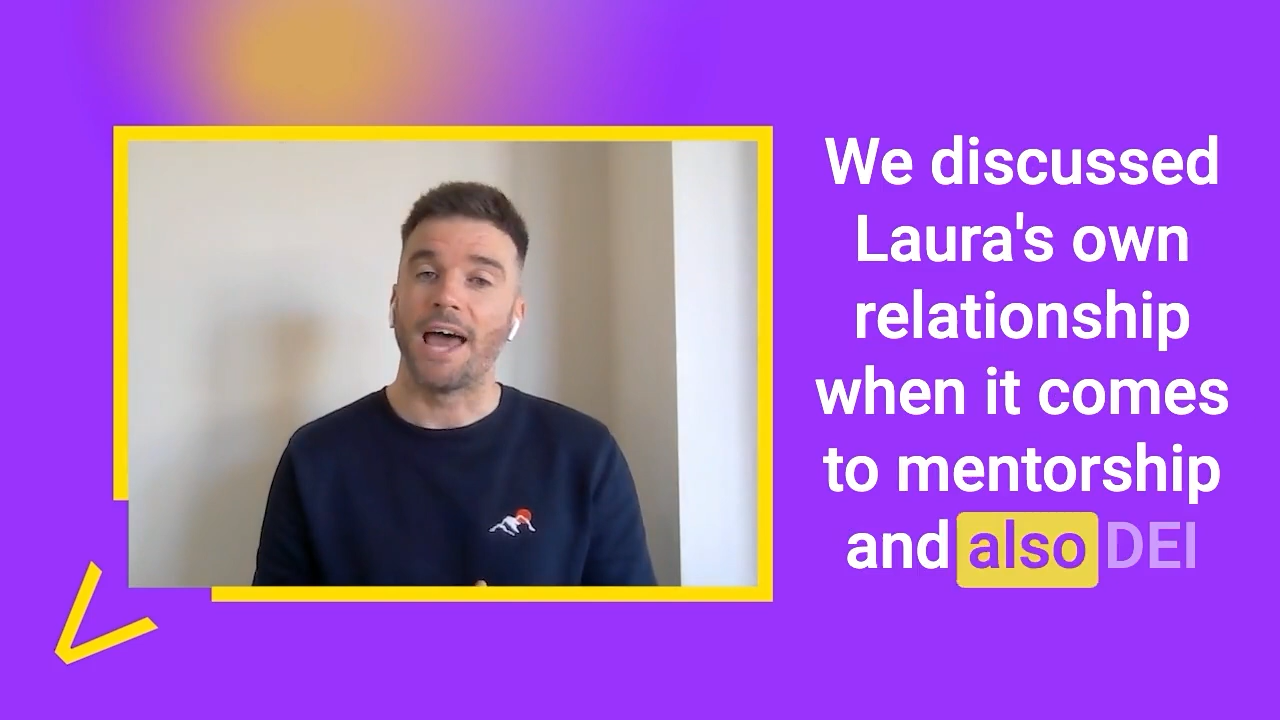 We discussed
Laura's own
relationship
when it comes
to mentorship
and also DEI